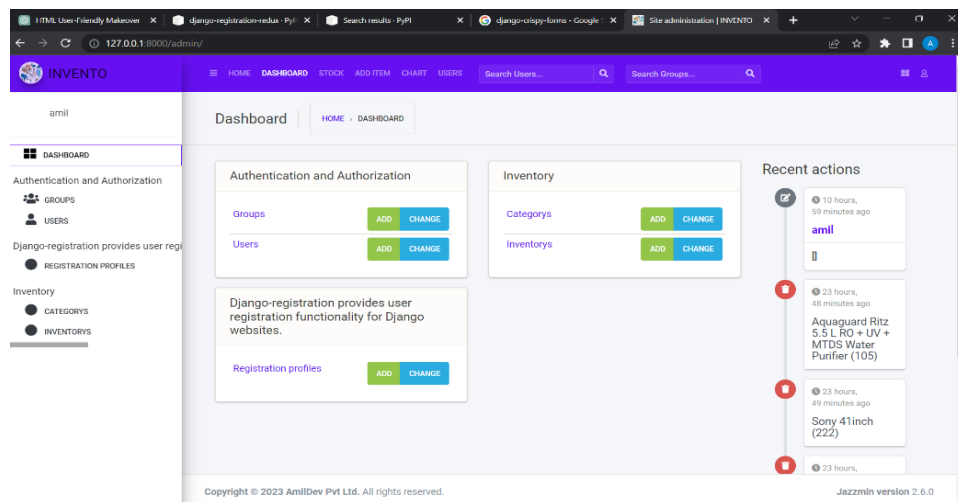 HTML User-Friendly Makeover
django-registration-redux · PyP
Search results · PyPI
django-crispy-forms - Google
Site administration | INVENTO
127.0.0.1:8000/admin/
A
INVENTO
HOME DASHBOARD STOCK ADD ITEM CHART USERS Search Users... Search Groups...
amil
DASHBOARD
Authentication and Authorization
GROUPS
USERS
Django-registration provides user regi
REGISTRATION PROFILES
Inventory
CATEGORYS
INVENTORYS
Dashboard
HOME › DASHBOARD
Authentication and Authorization
Groups ADD CHANGE
Users ADD CHANGE
Inventory
Categorys ADD CHANGE
Inventorys ADD CHANGE
Django-registration provides user
registration functionality for Django
websites.
Registration profiles ADD CHANGE
Recent actions
10 hours,
59 minutes ago
amil
[]
23 hours,
48 minutes ago
Aquaguard Ritz
5.5 L RO + UV +
MTDS Water
Purifier (105)
23 hours,
49 minutes ago
Sony 41inch
(222)
23 hours,
Copyright © 2023 AmilDev Pvt Ltd. All rights reserved.
Jazzmin version 2.6.0